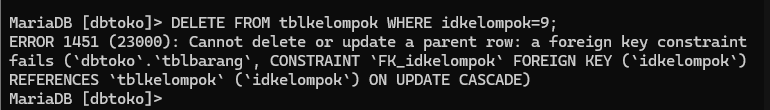 MariaDB [dbtoko]> DELETE FROM tblkelompok WHERE idkelompok=9;
ERROR 1451 (23000): Cannot delete or update a parent row: a foreign key constraint
fails (`dbtoko`.`tblbarang`, CONSTRAINT `FK_idkelompok` FOREIGN KEY (`idkelompok`)
REFERENCES `tblkelompok` (`idkelompok`) ON UPDATE CASCADE)
MariaDB [dbtoko]>